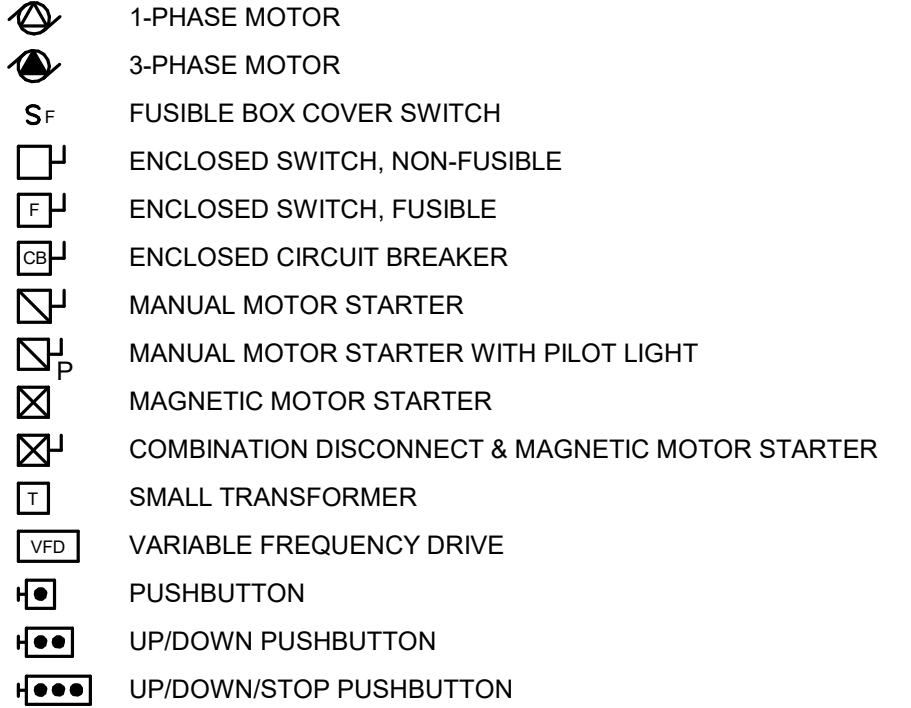 1-PHASE MOTOR
3-PHASE MOTOR
SF FUSIBLE BOX COVER SWITCH
ENCLOSED SWITCH, NON-FUSIBLE
F ENCLOSED SWITCH, FUSIBLE
CB ENCLOSED CIRCUIT BREAKER
MANUAL MOTOR STARTER
P MANUAL MOTOR STARTER WITH PILOT LIGHT
MAGNETIC MOTOR STARTER
COMBINATION DISCONNECT & MAGNETIC MOTOR STARTER
T SMALL TRANSFORMER
VFD VARIABLE FREQUENCY DRIVE
PUSHBUTTON
UP/DOWN PUSHBUTTON
UP/DOWN/STOP PUSHBUTTON